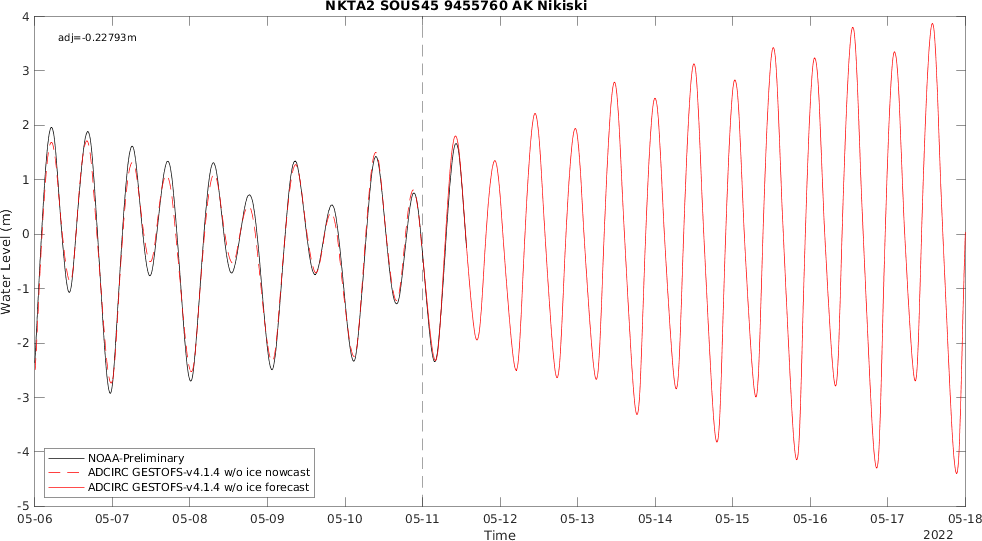 NKTA2 SOUS45 9455760 AK Nikiski
adj=-0.22793m
4
3
2
1
0
-1
-2
-3
-4
-5
Water Level (m)
NOAA-Preliminary
ADCIRC GESTOFS-v4.1.4 w/o ice nowcast
ADCIRC GESTOFS-v4.1.4 w/o ice forecast
05-06 05-07 05-08 05-09 05-10 05-11 05-12 05-13 05-14 05-15 05-16 05-17 05-18
Time
2022